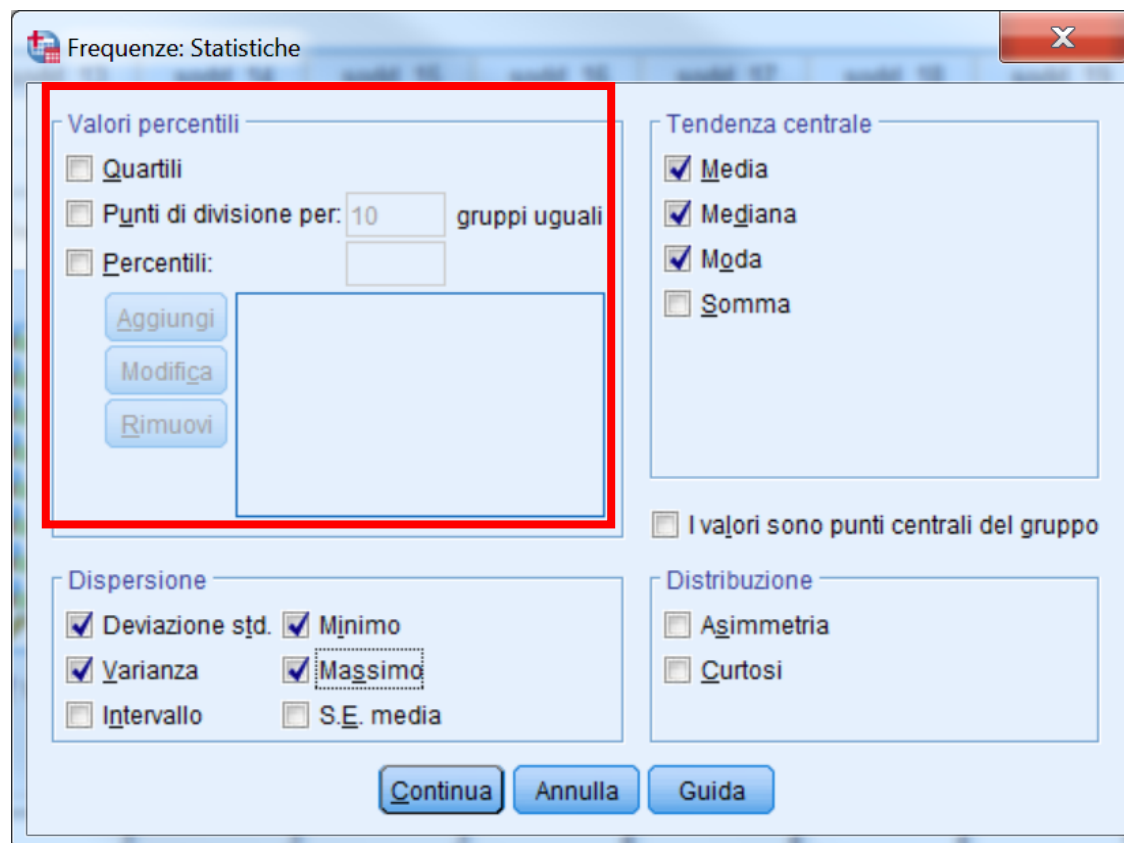 Frequenze: Statistiche
Valori percentili
Quartili
Punti di divisione per: 10 gruppi uguali
Percentili:
Aggiungi
Modifica
Rimuovi
Tendenza centrale
Media
Mediana
Moda
Somma
I valori sono punti centrali del gruppo
Dispersione
Deviazione std. Minimo
Varianza Massimo
Intervallo S.E. media
Distribuzione
Asimmetria
Curtosi
Continua Annulla Guida